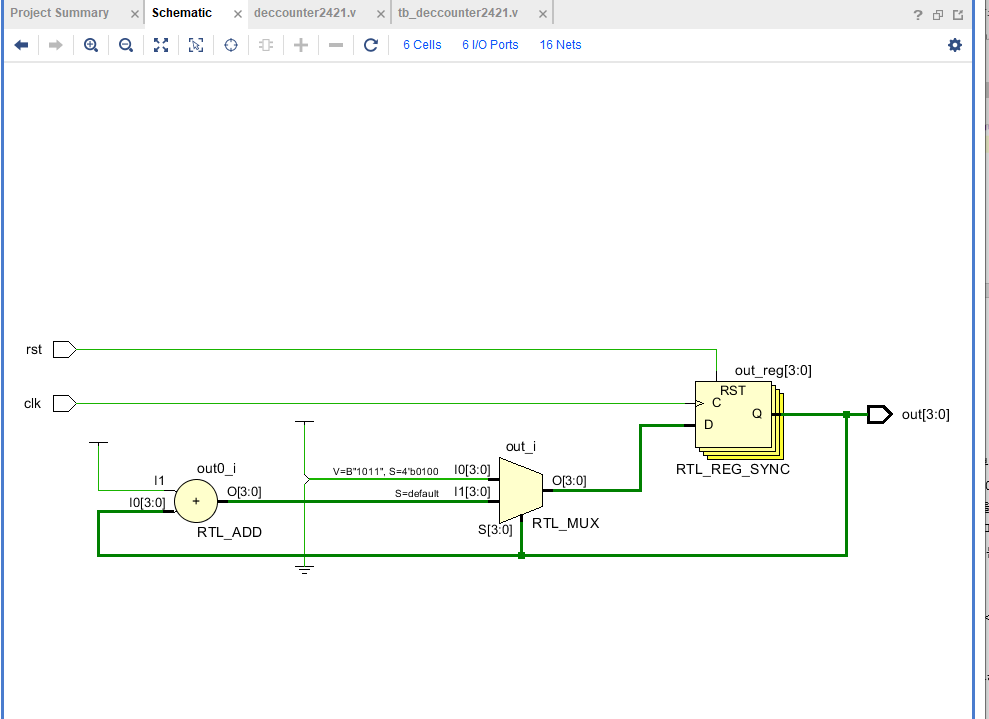 Project Summary
Schematic
deccounter2421.v
tb_deccounter2421.v
6 Cells
6 I/O Ports
16 Nets
rst
clk
out_reg[3:0]
RST
C
D
Q
RTL_REG_SYNC
out[3:0]
out_i
V=B"1011", S=4'b0100
I0[3:0]
S=default
I1[3:0]
O[3:0]
S[3:0]
RTL_MUX
out0_i
I1
I0[3:0]
+
O[3:0]
RTL_ADD